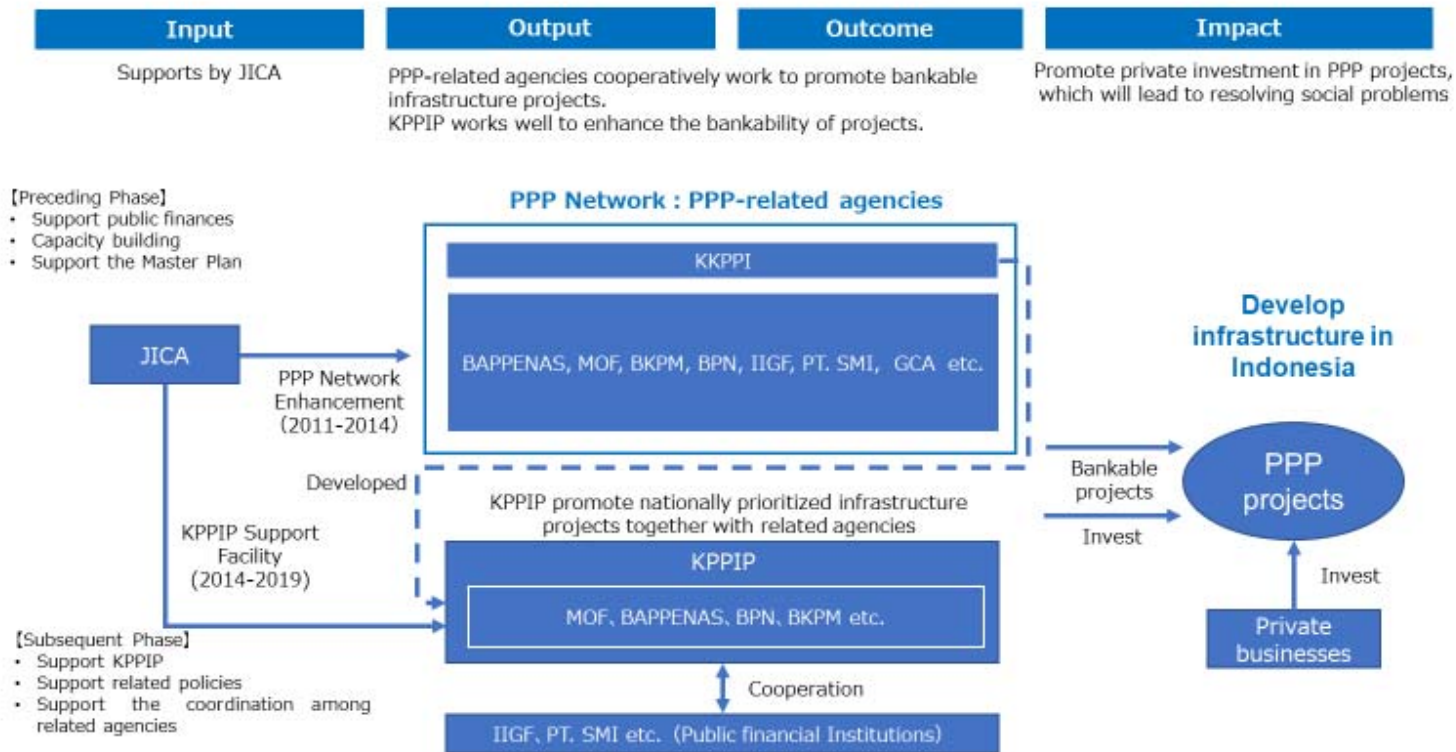 Input
Output
Outcome
Impact
Supports by JICA
PPP-related agencies cooperatively work to promote bankable
infrastructure projects.
KPPIP works well to enhance the bankability of projects.
Promote private investment in PPP projects,
which will lead to resolving social problems
【Preceding Phase】
• Support public finances
• Capacity building
• Support the Master Plan
PPP Network : PPP-related agencies
KKPPI
BAPPENAS, MOF, BKPM, BPN, IIGF, PT. SMI, GCA etc.
JICA
PPP Network
Enhancement
(2011-2014)
Develop
infrastructure in
Indonesia
Developed
KPPIP promote nationally prioritized infrastructure
projects together with related agencies
Bankable
projects
Invest
PPP
projects
KPPIP Support
Facility
(2014-2019)
KPPIP
MOF、BAPPENAS、BPN、BKPM etc.
Invest
Private
businesses
【Subsequent Phase】
• Support KPPIP
• Support related policies
• Support the coordination among
related agencies
Cooperation
IIGF、PT. SMI etc. (Public financial Institutions)